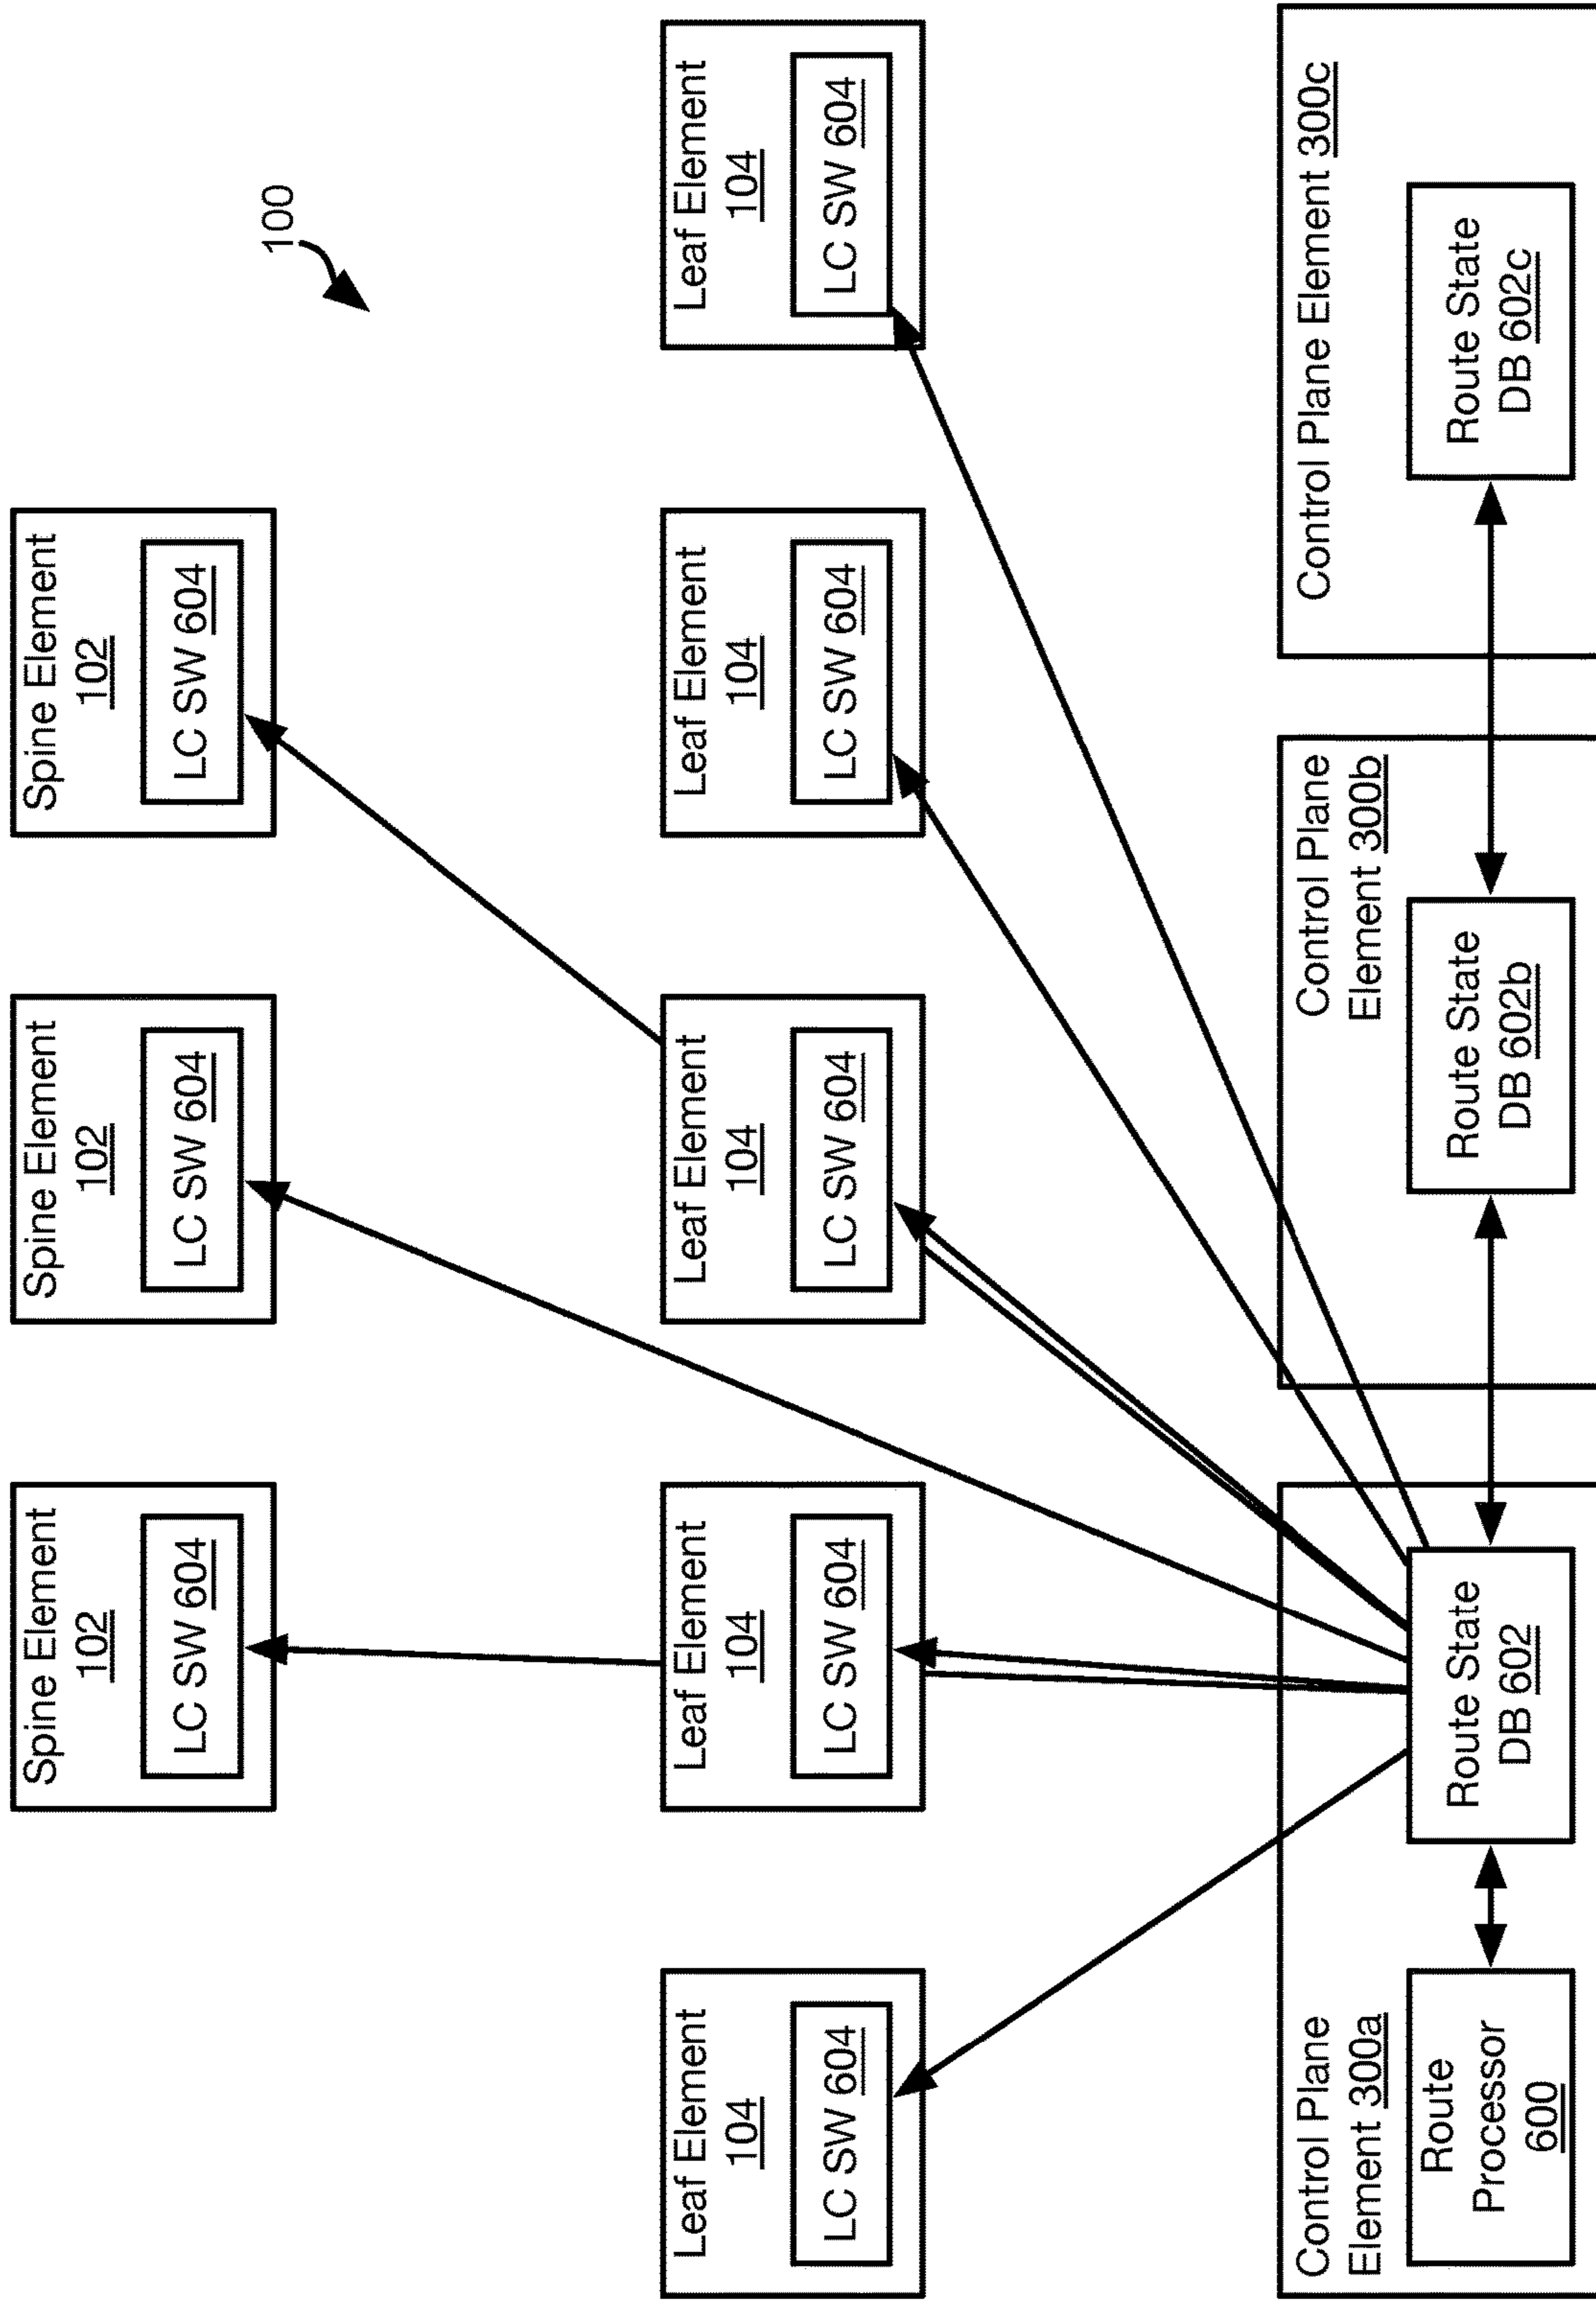 100
Spine Element
102
LC SW 604
Spine Element
102
LC SW 604
Spine Element
102
LC SW 604
Leaf Element
104
LC SW 604
Leaf Element
104
LC SW 604
Leaf Element
104
LC SW 604
Leaf Element
104
LC SW 604
Leaf Element
104
LC SW 604
Control Plane
Element 300a
Route
Processor
600
Route State
DB 602
Control Plane
Element 300b
Route State
DB 602b
Control Plane Element 300c
Route State
DB 602c